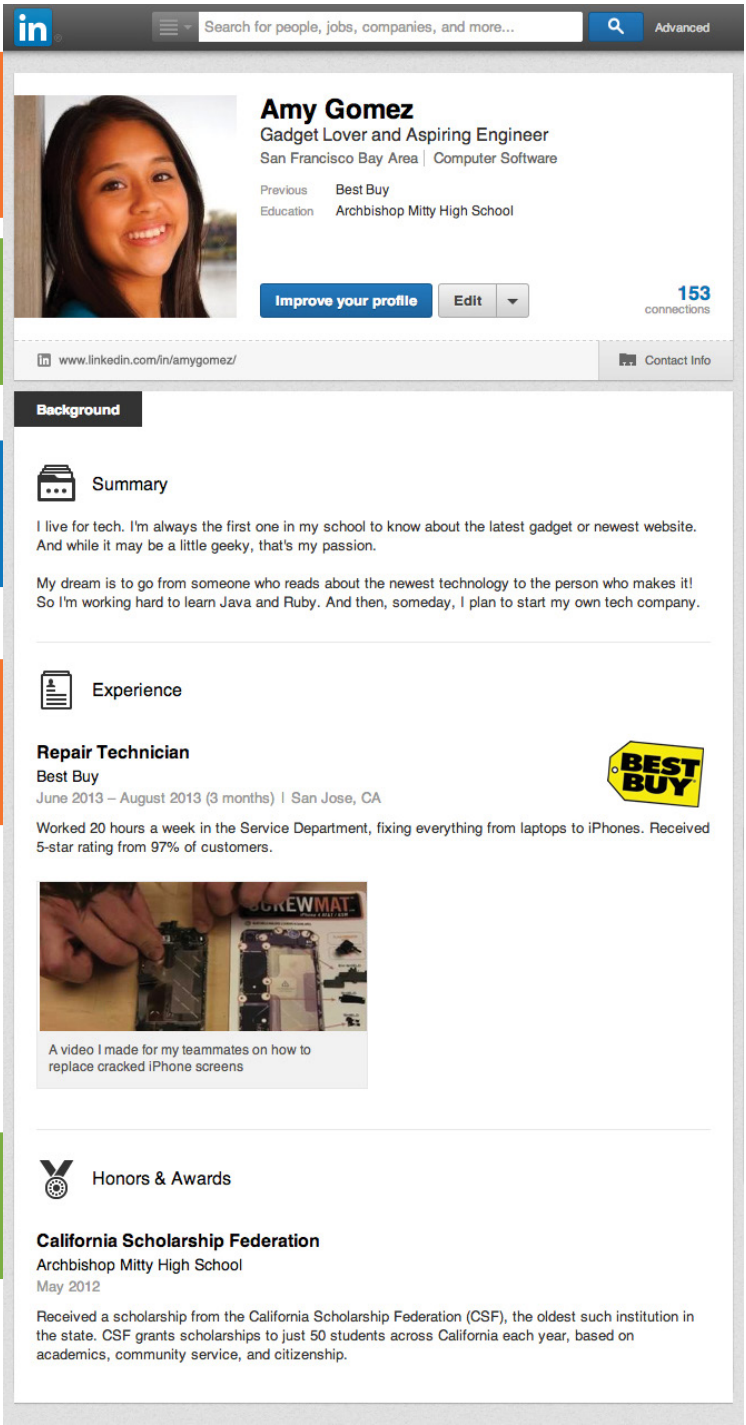 in
Search for people, jobs, companies, and more...
Advanced
Amy Gomez
Gadget Lover and Aspiring Engineer
San Francisco Bay Area | Computer Software
Previous Best Buy
Education Archbishop Mitty High School
Improve your profile Edit
153
connections
in www.linkedin.com/in/amygomez/
Contact Info
Background
Summary
I live for tech. I'm always the first one in my school to know about the latest gadget or newest website.
And while it may be a little geeky, that's my passion.
My dream is to go from someone who reads about the newest technology to the person who makes it!
So I'm working hard to learn Java and Ruby. And then, someday, I plan to start my own tech company.
Experience
Repair Technician
Best Buy
June 2013 – August 2013 (3 months) | San Jose, CA
BEST
BUY
Worked 20 hours a week in the Service Department, fixing everything from laptops to iPhones. Received
5-star rating from 97% of customers.
SCREWMAT
A video I made for my teammates on how to
replace cracked iPhone screens
Honors & Awards
California Scholarship Federation
Archbishop Mitty High School
May 2012
Received a scholarship from the California Scholarship Federation (CSF), the oldest such institution in
the state. CSF grants scholarships to just 50 students across California each year, based on
academics, community service, and citizenship.